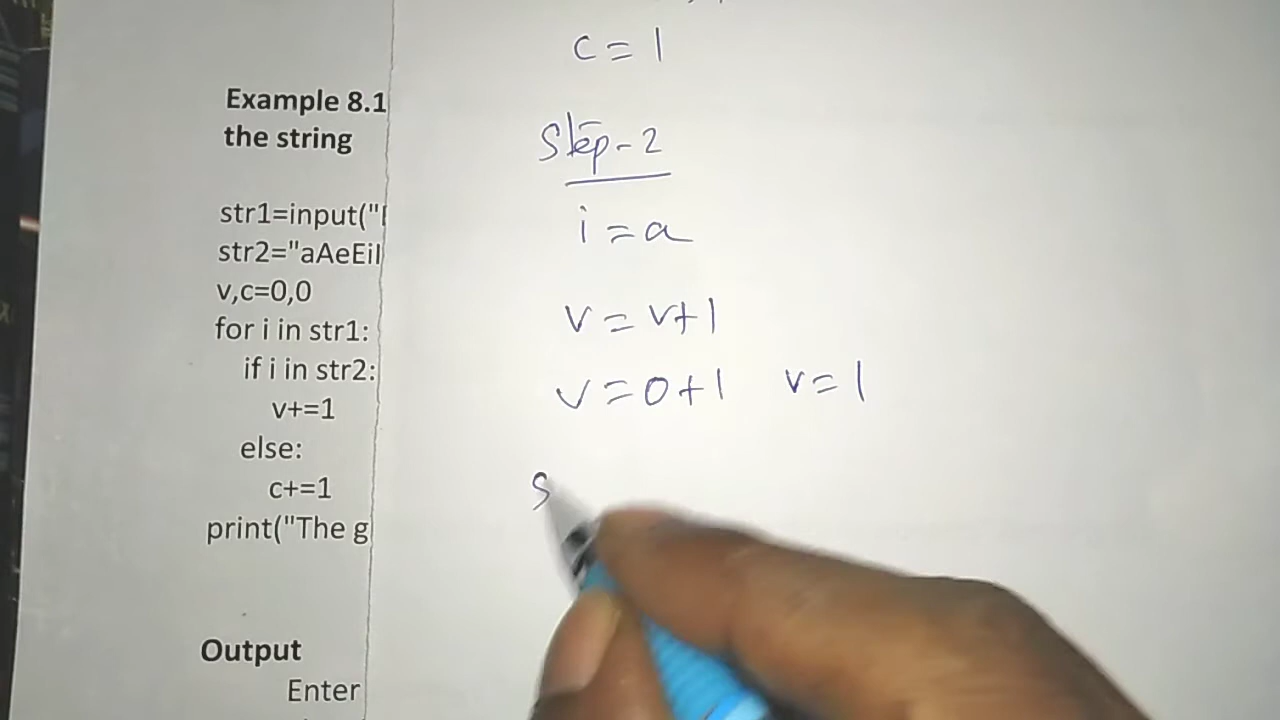 c = 1
Example 8.1
the string
Step-2
str1=input("
i = a
str2="aAeEiI
v,c=0,0
v = v+1
for i in str1:
if i in str2:
v = 0+1 v = 1
v+=1
else:
c+=1
S
print("The g
Output
Enter